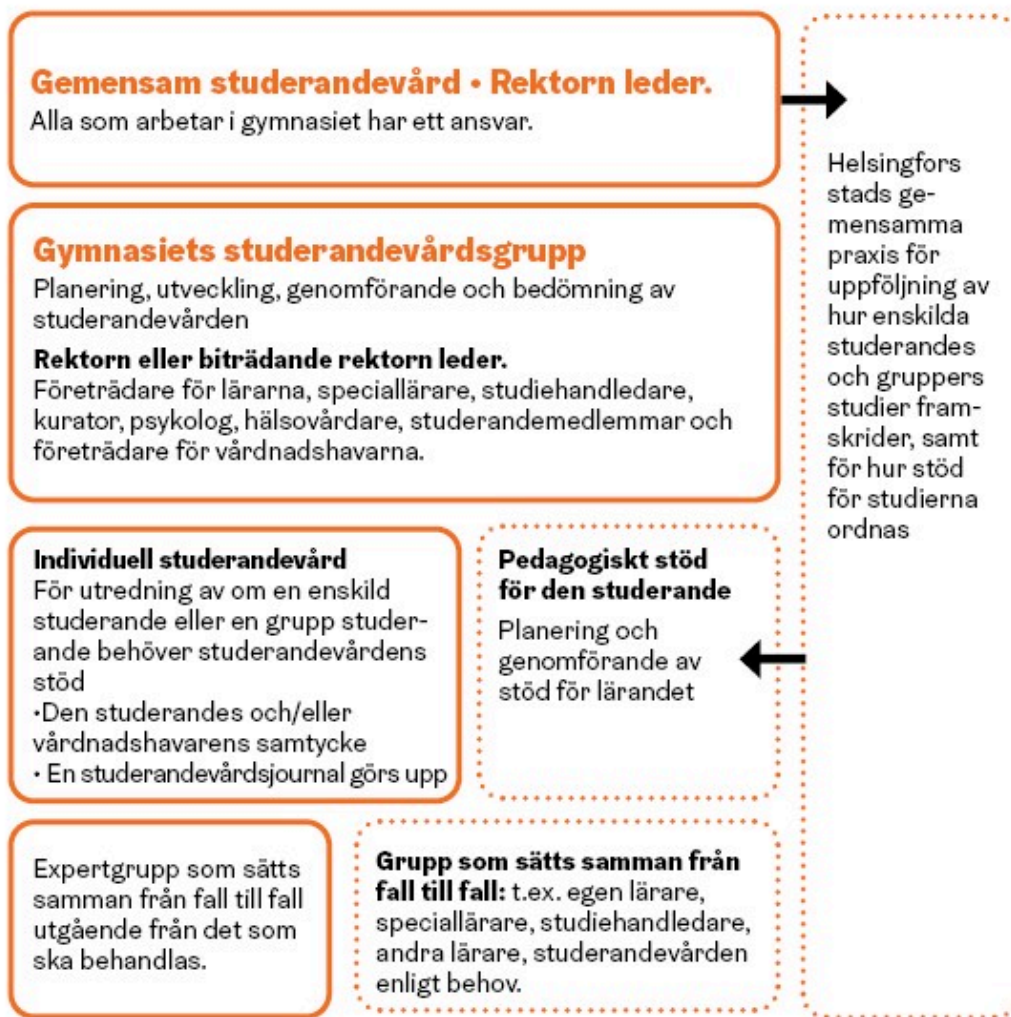 Gemensam studerandevård • Rektorn leder.
Alla som arbetar i gymnasiet har ett ansvar.
Gymnasiets studerandevårdsgrupp
Planering, utveckling, genomförande och bedömning av
studerandevården
Rektorn eller biträdande rektorn leder.
Företrädare för lärarna, speciallärare, studiehandledare,
kurator, psykolog, hälsovårdare, studerandemedlemmar och
företrädare för vårdnadshavarna.
Helsingfors
stads ge-
mensamma
praxis för
uppföljning av
hur enskilda
studerandes
och gruppers
studier fram-
skrider, samt
för hur stöd
för studierna
ordnas
Individuell studerandevård
För utredning av om en enskild
studerande eller en grupp studer-
ande behöver studerandevårdens
stöd
•Den studerandes och/eller
vårdnadshavarens samtycke
• En studerandevårdsjournal görs upp
Pedagogiskt stöd
för den studerande
Planering och
genomförande av
stöd för lärandet
Expertgrupp som sätts
samman från fall till fall
utgående från det som
ska behandlas.
Grupp som sätts samman från
fall till fall: t.ex. egen lärare,
speciallärare, studiehandledare,
andra lärare, studerandevården
enligt behov.